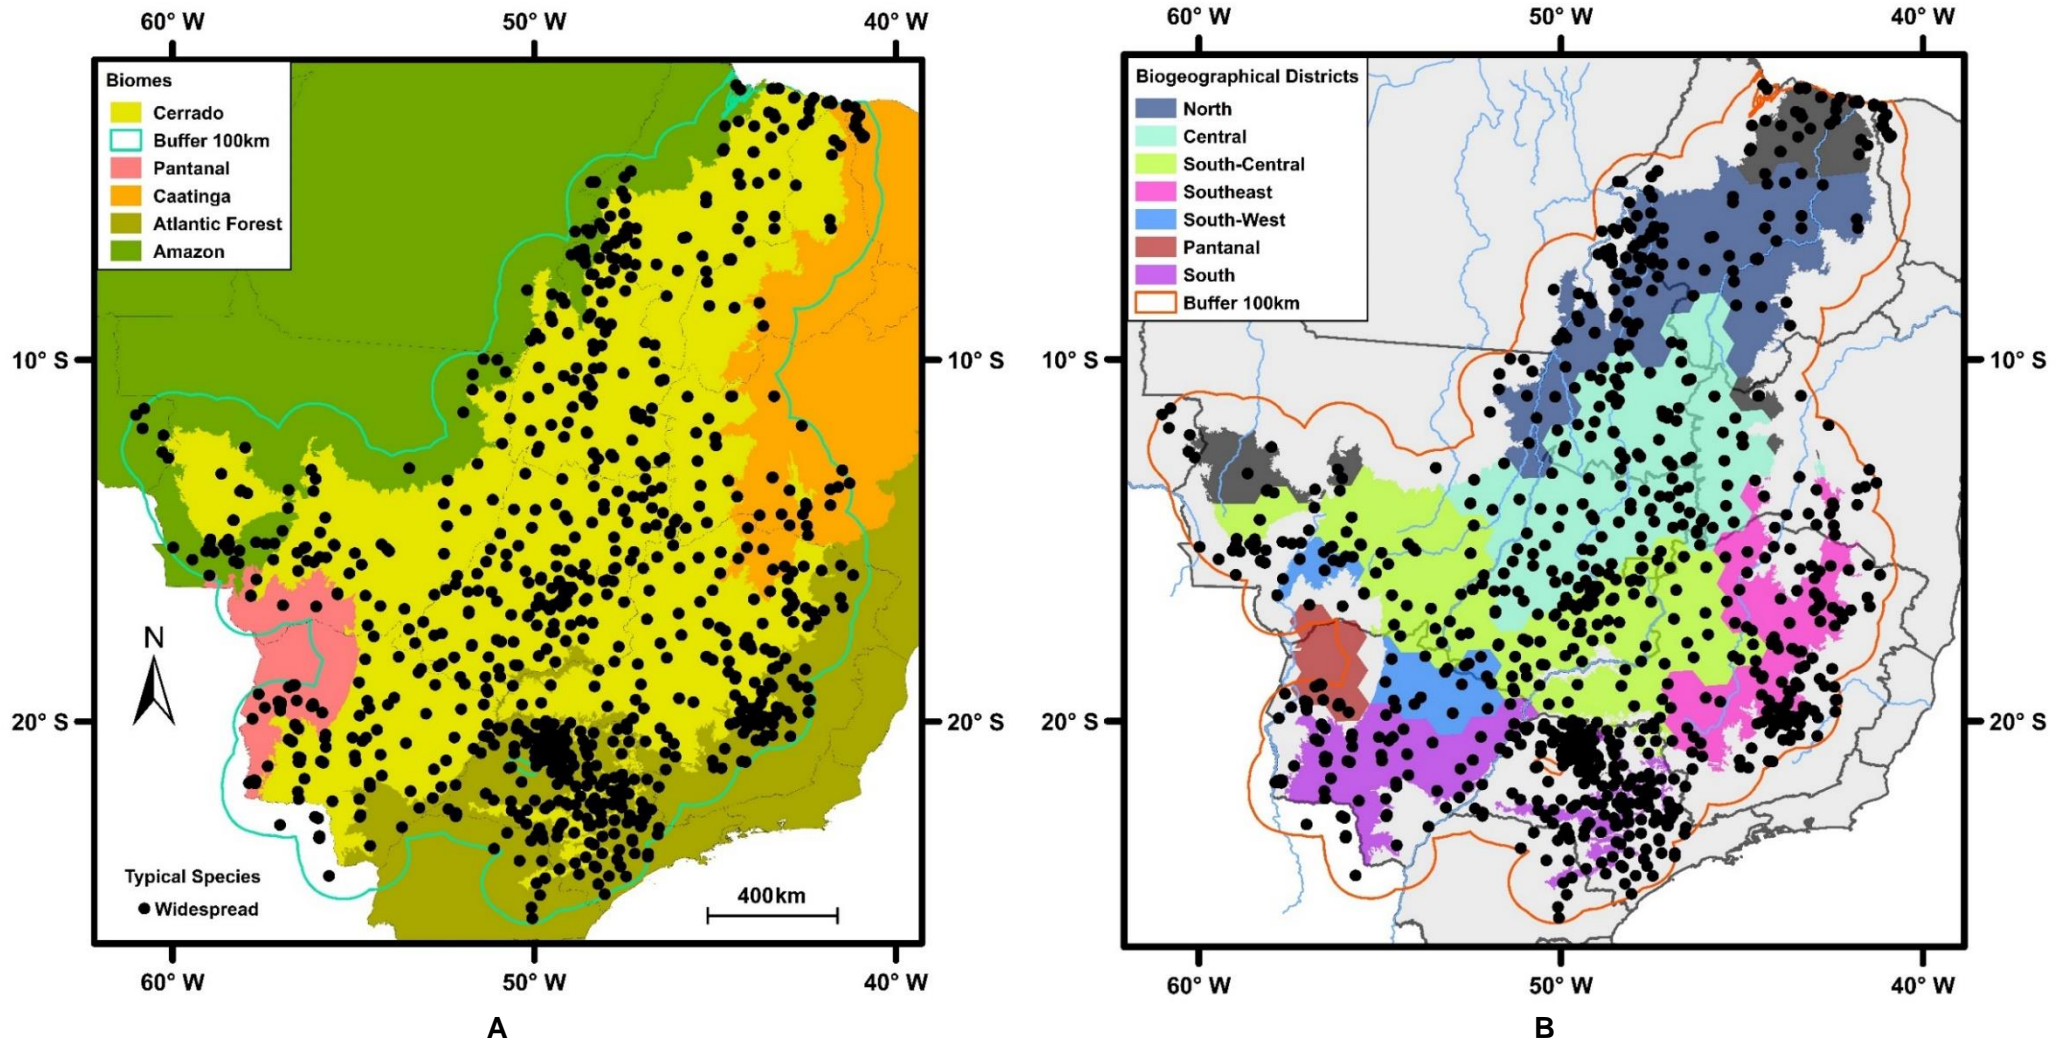 60° W 50° W 40° W
Biomes
Cerrado
Buffer 100km
Pantanal
Caatinga
Atlantic Forest
Amazon
10° S 10° S
N
20° S 20° S
Typical Species
Widespread
400km
60° W 50° W 40° W
A
60° W 50° W 40° W
Biogeographical Districts
North
Central
South-Central
Southeast
South-West
Pantanal
South
Buffer 100km
10° S 10° S
20° S 20° S
60° W 50° W 40° W
B